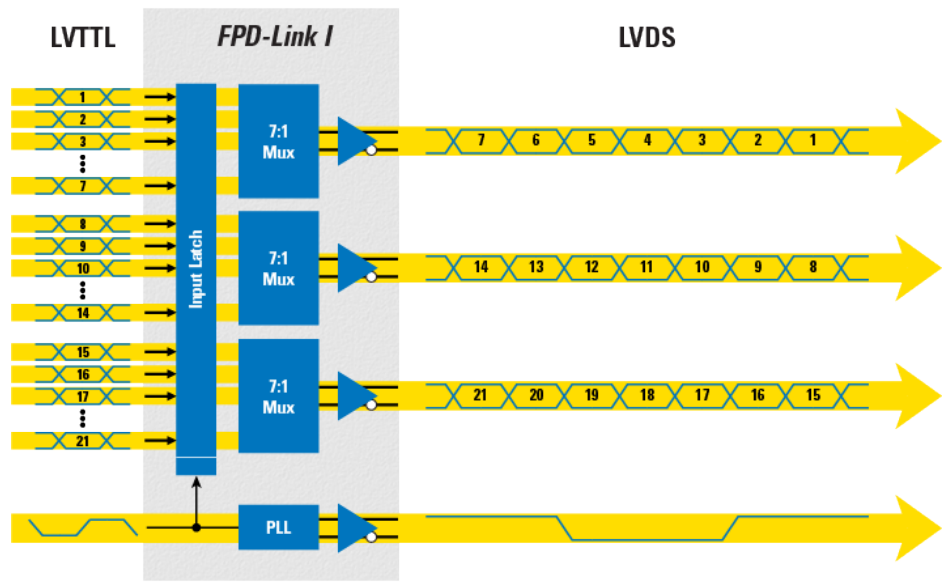 LVTTL
FPD-Link I
LVDS
1
2
3
7
8
9
10
14
15
16
17
21
Input Latch
7:1
Mux
7:1
Mux
7:1
Mux
PLL
7 6 5 4 3 2 1
14 13 12 11 10 9 8
21 20 19 18 17 16 15